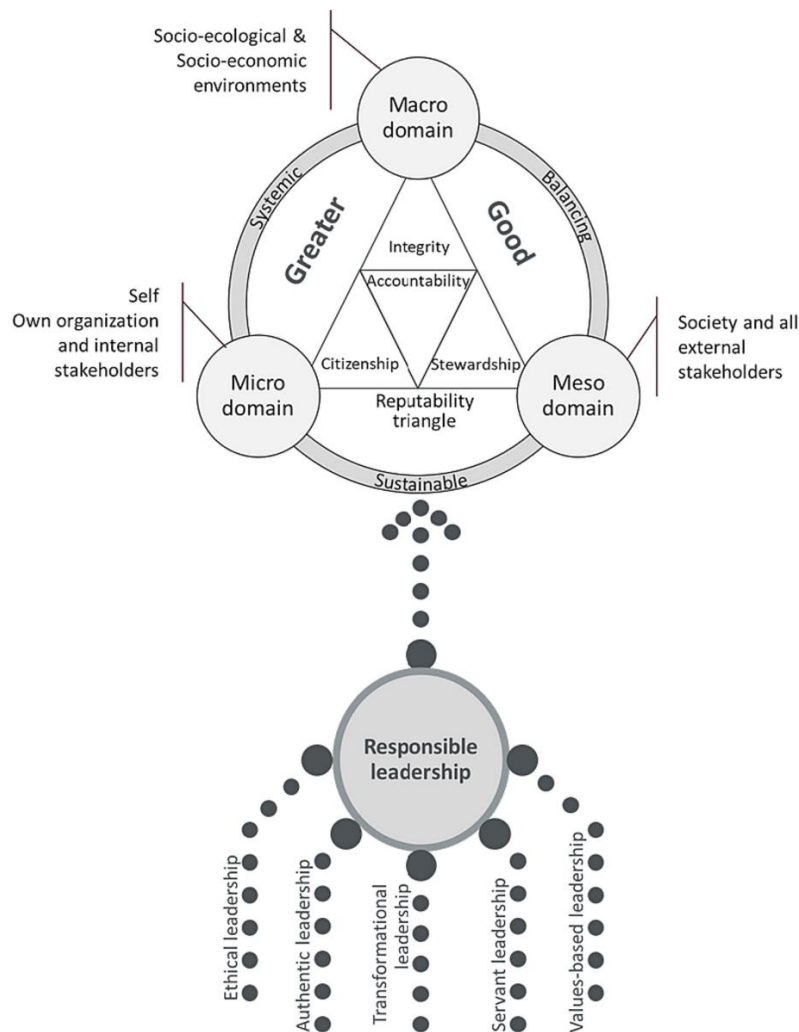 Socio-ecological &
Socio-economic
environments
Macro
domain
Systemic
Balancing
Greater
Good
Integrity
Accountability
Self
Own organization
and internal
stakeholders
Society and all
external
stakeholders
Citizenship
Stewardship
Micro
domain
Meso
domain
Reputability
triangle
Sustainable
Responsible
leadership
Ethical leadership
Authentic leadership
Transformational
leadership
Servant leadership
Values-based leadership